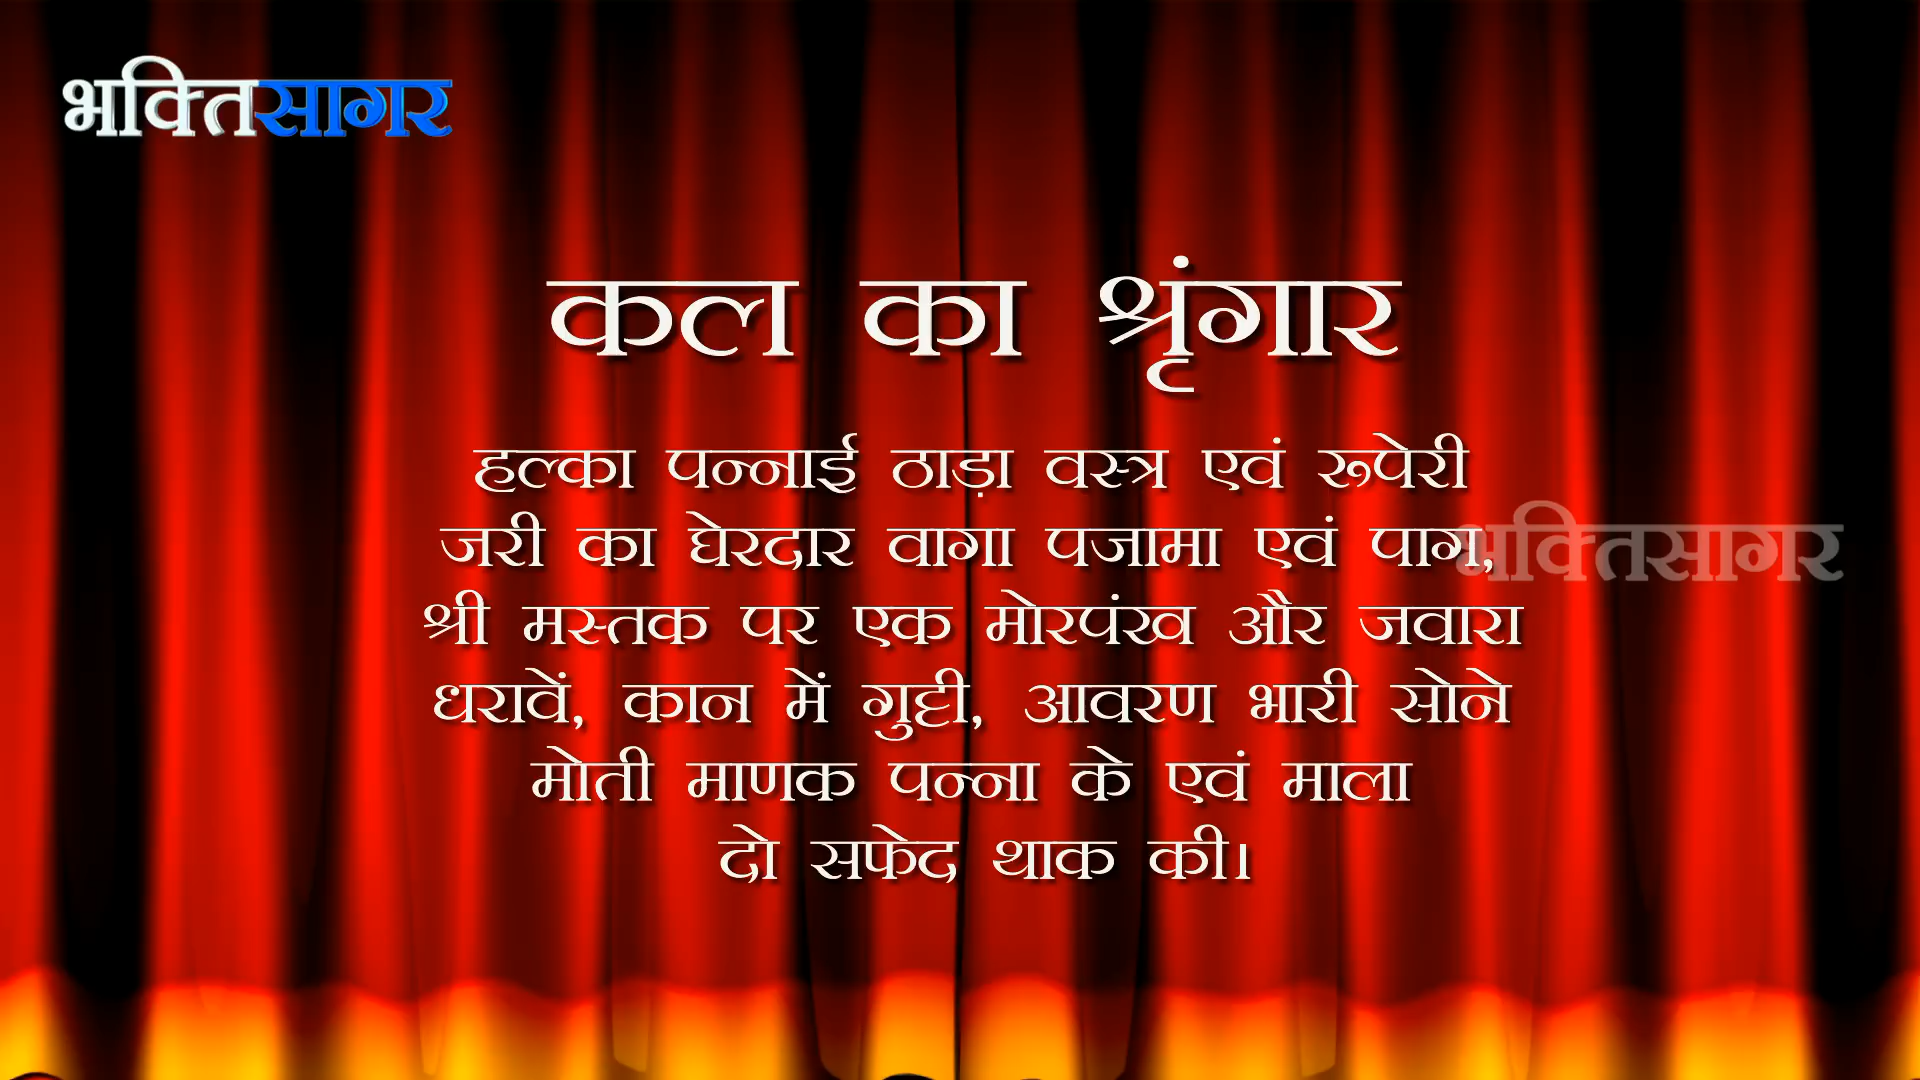 भक्तिसागर
कल का श्रृंगार
हल्का पन्नाई ठाड़ा वस्त्र एवं रूपेरी
जरी का घेरदार वागा पजामा एवं पाग,
भक्तिसागर
श्री मस्तक पर एक मोरपंख और जवारा
धरावें, कान में गुट्टी, आवरण भारी सोने
मोती माणक पन्ना के एवं माला
दो सफेद थाक की।